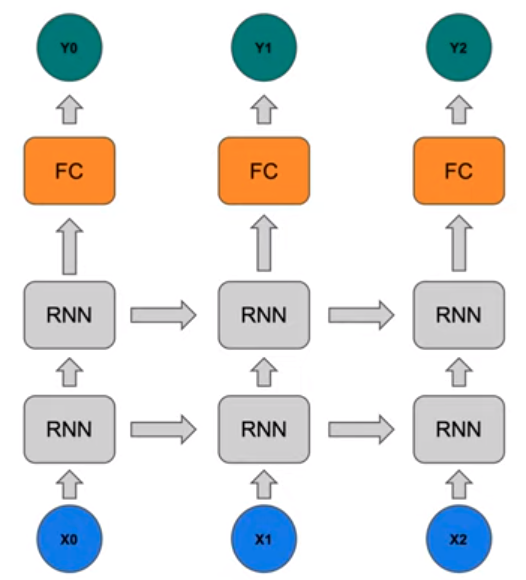 Y0 Y1 Y2
FC FC FC
RNN RNN RNN
RNN RNN RNN
X0 X1 X2